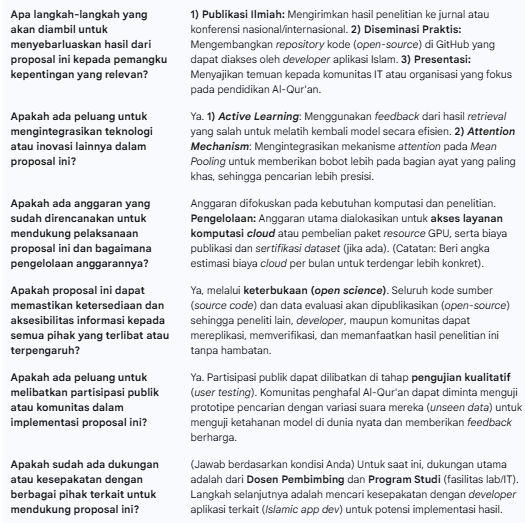 Apa langkah-langkah yang
akan diambil untuk
menyebarluaskan hasil dari
proposal ini kepada pemangku
kepentingan yang relevan?
1) Publikasi Ilmiah: Mengirimkan hasil penelitian ke jurnal atau
konferensi nasional/internasional. 2) Diseminasi Praktis:
Mengembangkan repository kode (open-source) di GitHub yang
dapat diakses oleh developer aplikasi Islam. 3) Presentasi:
Menyajikan temuan kepada komunitas IT atau organisasi yang fokus
pada pendidikan Al-Qur'an.
Apakah ada peluang untuk
mengintegrasikan teknologi
atau inovasi lainnya dalam
proposal ini?
Ya. 1) Active Learning: Menggunakan feedback dari hasil retrieval
yang salah untuk melatih kembali model secara efisien. 2) Attention
Mechanism: Mengintegrasikan mekanisme attention pada Mean
Pooling untuk memberikan bobot lebih pada bagian ayat yang paling
khas, sehingga pencarian lebih presisi.
Apakah ada anggaran yang
sudah direncanakan untuk
mendukung pelaksanaan
proposal ini dan bagaimana
pengelolaan anggarannya?
Anggaran difokuskan pada kebutuhan komputasi dan penelitian.
Pengelolaan: Anggaran utama dialokasikan untuk akses layanan
komputasi cloud atau pembelian paket resource GPU, serta biaya
publikasi dan sertifikasi dataset (jika ada). (Catatan: Beri angka
estimasi biaya cloud per bulan untuk terdengar lebih konkret).
Apakah proposal ini dapat
memastikan ketersediaan dan
aksesibilitas informasi kepada
semua pihak yang terlibat atau
terpengaruh?
Ya, melalui keterbukaan (open science). Seluruh kode sumber
(source code) dan data evaluasi akan dipublikasikan (open-source)
sehingga peneliti lain, developer, maupun komunitas dapat
mereplikasi, memverifikasi, dan memanfaatkan hasil penelitian ini
tanpa hambatan.
Apakah ada peluang untuk
melibatkan partisipasi publik
atau komunitas dalam
implementasi proposal ini?
Ya. Partisipasi publik dapat dilibatkan di tahap pengujian kualitatif
(user testing). Komunitas penghafal Al-Qur'an dapat diminta menguji
prototipe pencarian dengan variasi suara mereka (unseen data) untuk
menguji ketahanan model di dunia nyata dan memberikan feedback
berharga.
Apakah sudah ada dukungan
atau kesepakatan dengan
berbagai pihak terkait untuk
mendukung proposal ini?
(Jawab berdasarkan kondisi Anda) Untuk saat ini, dukungan utama
adalah dari Dosen Pembimbing dan Program Studi (fasilitas lab/IT).
Langkah selanjutnya adalah mencari kesepakatan dengan developer
aplikasi terkait (Islamic app dev) untuk potensi implementasi hasil.